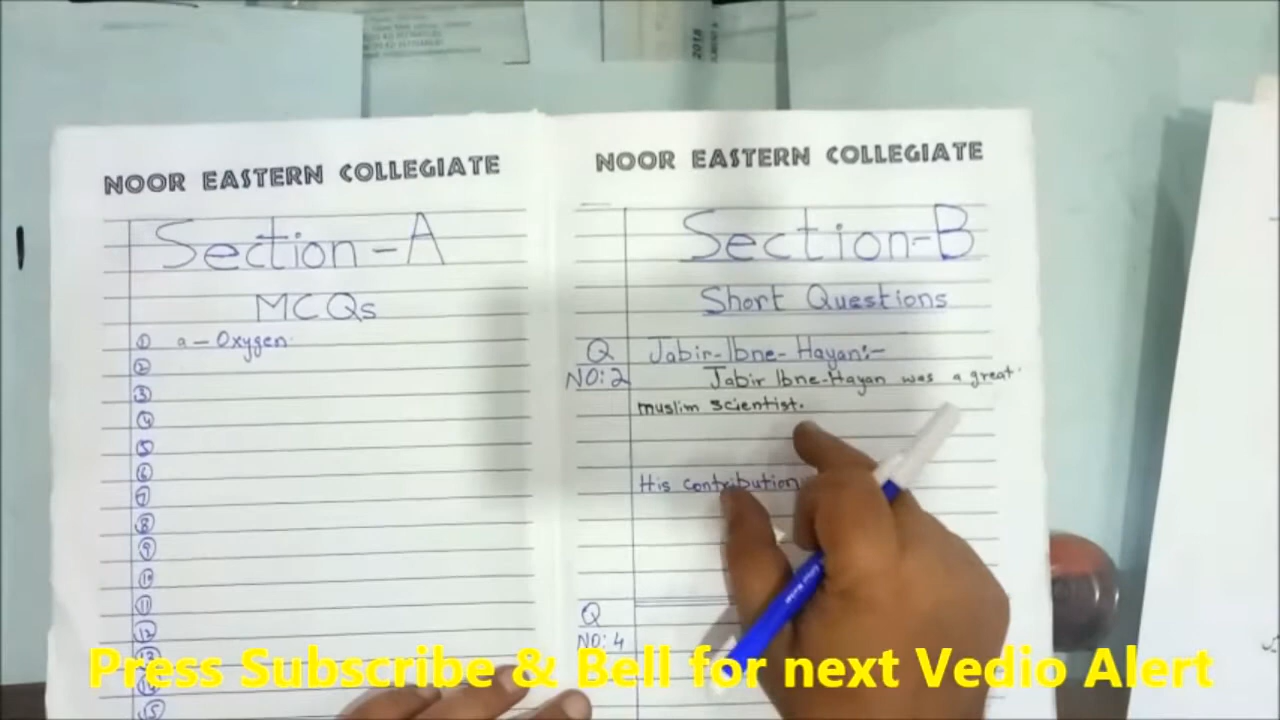 2018
NOOR EASTERN COLLEGIATE
Section-A
MCQs
① a - Oxygen.
②
③
④
⑤
⑥
⑦
⑧
⑨
⑩
⑪
⑫
⑬
⑭
⑮
NOOR EASTERN COLLEGIATE
Section-B
Short Questions
Q NO:2
Jabir-Ibne-Hayan:-
Jabir Ibne-Hayan was a great
muslim scientist.
His contribution
Q
NO:4
Press Subscribe & Bell for next Vedio Alert